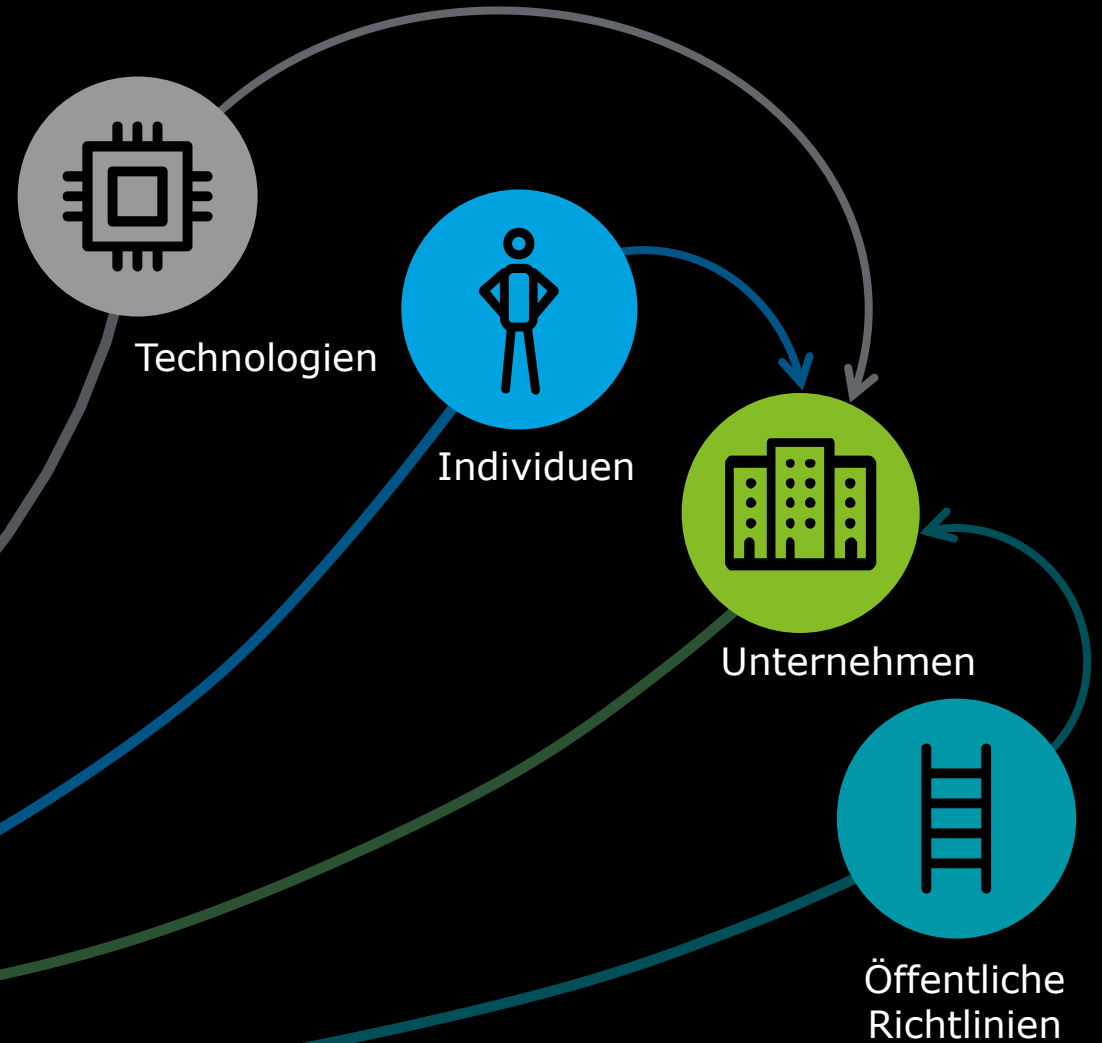 Technologien
Individuen
Unternehmen
Öffentliche
Richtlinien